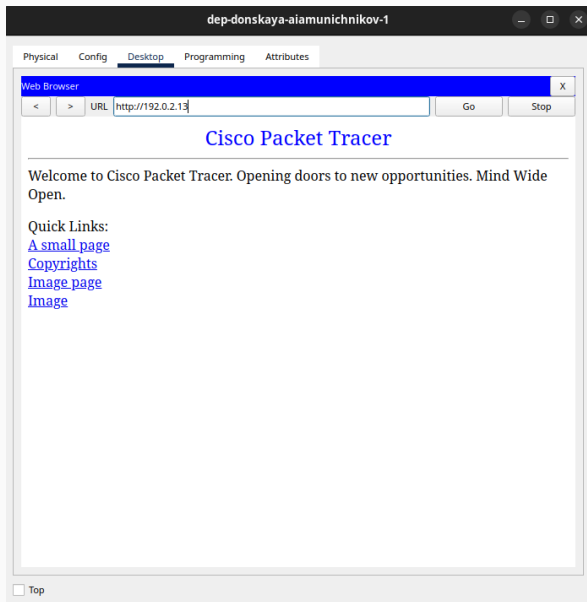 dep-donskaya-aiamunichnikov-1
Physical Config Desktop Programming Attributes
Web Browser X
< > URL http://192.0.2.13 Go Stop
Cisco Packet Tracer
Welcome to Cisco Packet Tracer. Opening doors to new opportunities. Mind Wide
Open.
Quick Links:
A small page
Copyrights
Image page
Image
Top